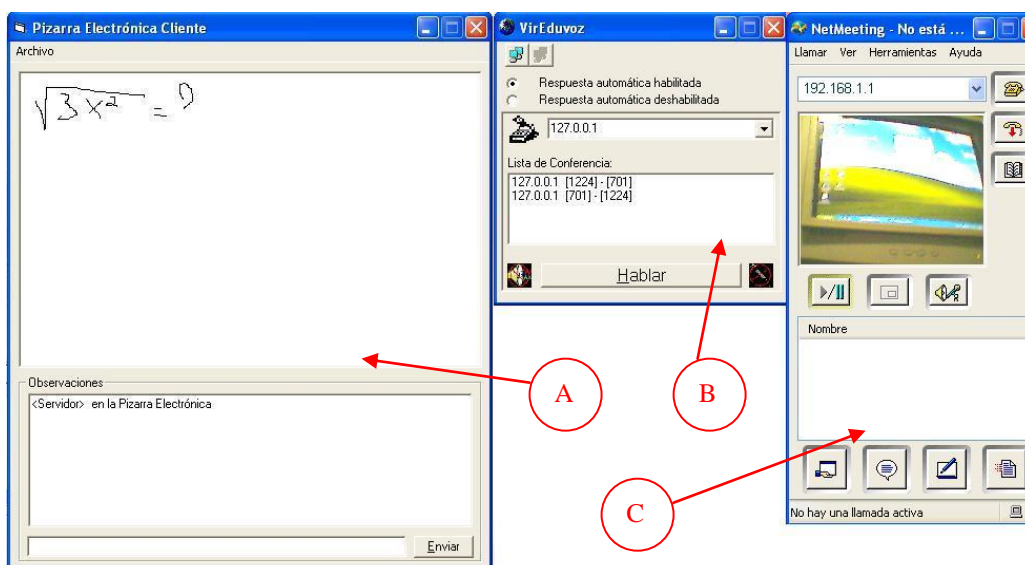 Pizarra Electrónica Cliente
Archivo
√3x² = 9
Observaciones
<Servidor> en la Pizarra Electrónica
Enviar
VirEduvoz
Respuesta automática habilitada
Respuesta automática deshabilitada
127.0.0.1
Lista de Conferencia:
127.0.0.1 [1224] - [701]
127.0.0.1 [701] - [1224]
Hablar
NetMeeting - No está ...
Llamar Ver Herramientas Ayuda
192.168.1.1
Nombre
No hay una llamada activa
A
B
C